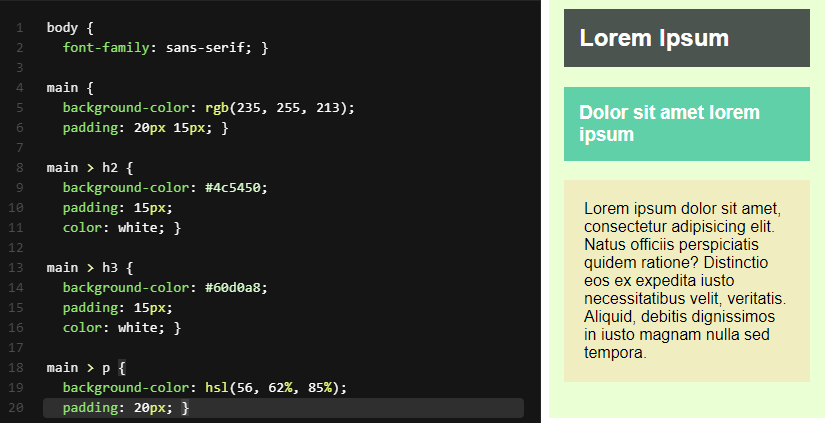 1 body {
2 font-family: sans-serif; }
3
4 main {
5 background-color: rgb(235, 255, 213);
6 padding: 20px 15px; }
7
8 main > h2 {
9 background-color: #4c5450;
10 padding: 15px;
11 color: white; }
12
13 main > h3 {
14 background-color: #60d0a8;
15 padding: 15px;
16 color: white; }
17
18 main > p {
19 background-color: hsl(56, 62%, 85%);
20 padding: 20px; }
Lorem Ipsum
Dolor sit amet lorem
ipsum
Lorem ipsum dolor sit amet,
consectetur adipisicing elit.
Natus officiis perspiciatis
quidem ratione? Distinctio
eos ex expedita iusto
necessitatibus velit, veritatis.
Aliquid, debitis dignissimos
in iusto magnam nulla sed
tempora.